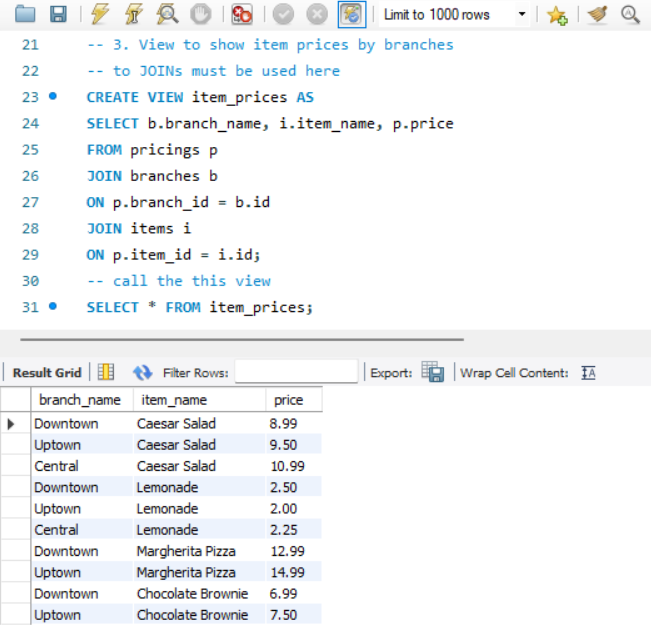 Limit to 1000 rows
21 -- 3. View to show item prices by branches
22 -- to JOINs must be used here
23 CREATE VIEW item_prices AS
24 SELECT b.branch_name, i.item_name, p.price
25 FROM pricings p
26 JOIN branches b
27 ON p.branch_id = b.id
28 JOIN items i
29 ON p.item_id = i.id;
30 -- call the this view
31 SELECT * FROM item_prices;
Result Grid Filter Rows: Export: Wrap Cell Content: IA
branch_name item_name price
Downtown Caesar Salad 8.99
Uptown Caesar Salad 9.50
Central Caesar Salad 10.99
Downtown Lemonade 2.50
Uptown Lemonade 2.00
Central Lemonade 2.25
Downtown Margherita Pizza 12.99
Uptown Margherita Pizza 14.99
Downtown Chocolate Brownie 6.99
Uptown Chocolate Brownie 7.50